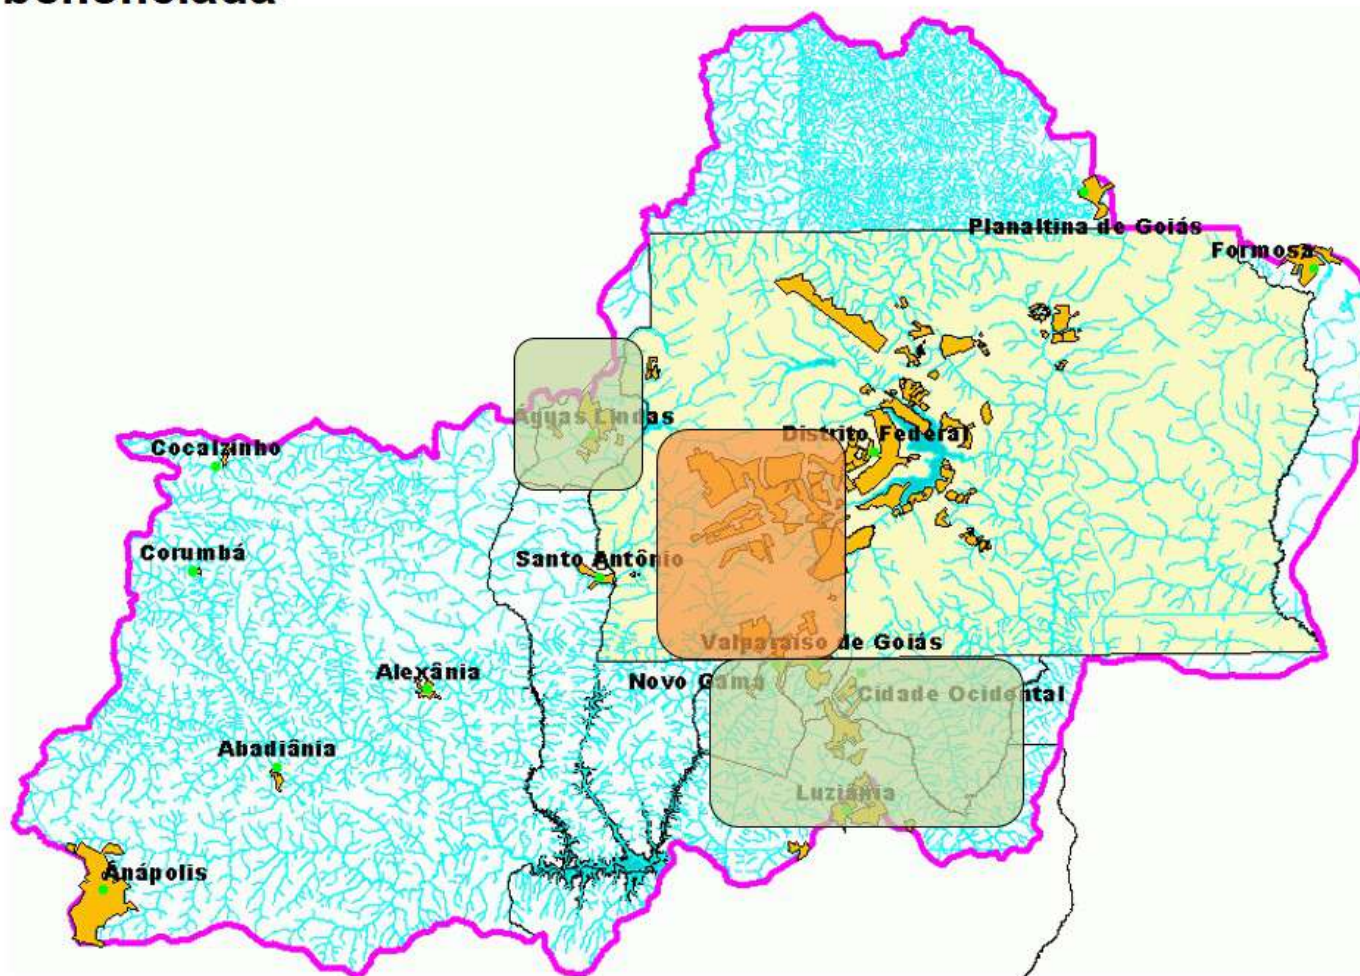 beneficiada
Planaltina de Goiás
Formosa
Águas Lindas
Distrito Federal
Cocalzinho
Corumbá
Santo Antônio
Valparaíso de Goiás
Alexânia
Novo Gama
Cidade Ocidental
Abadiânia
Luziânia
Anápolis